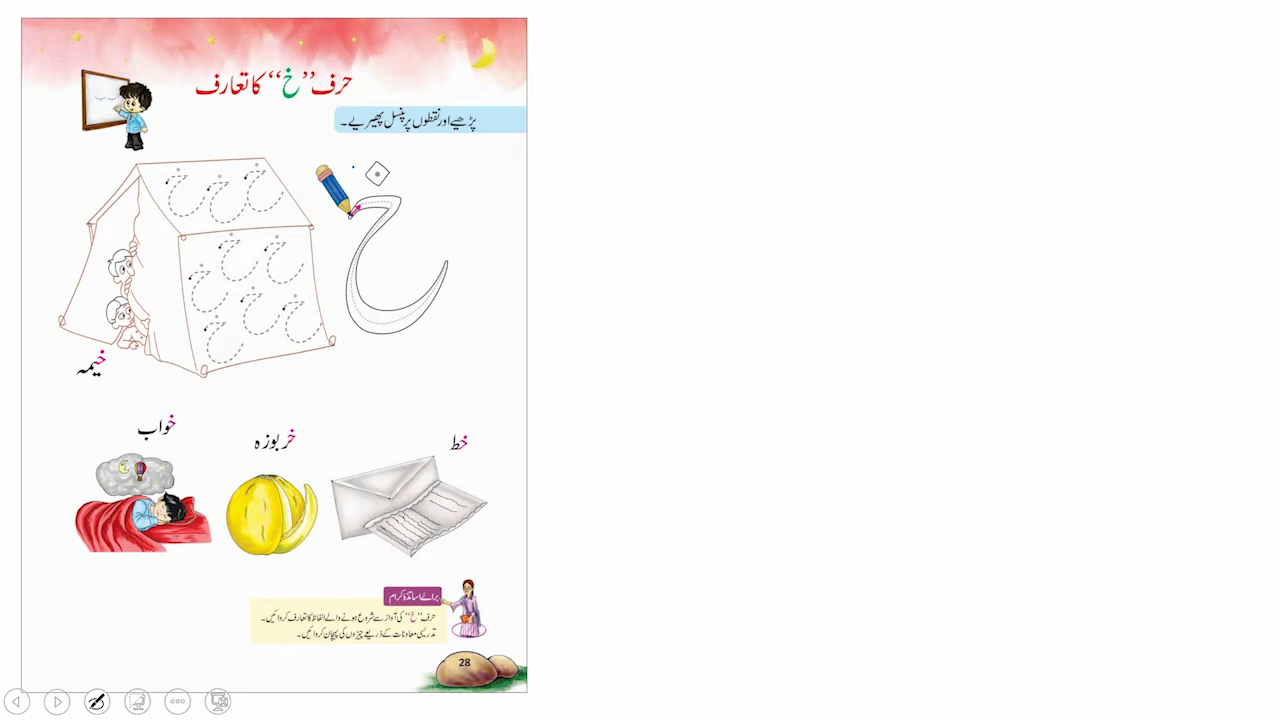 حرف ”خ“ کا تعارف
پڑھیے اور نقطوں پر پنسل پھیریے۔
خ
خ خ خ
خ خ خ
خ خ خ
خیمہ
خط
خربوزہ
خواب
برائے اساتذۂ کرام
حرف ”خ“ کی آواز سے شروع ہونے والے الفاظ کا تعارف کروائیں۔
تدریسی معاونات کے ذریعے چیزوں کی پہچان کروائیں۔
28